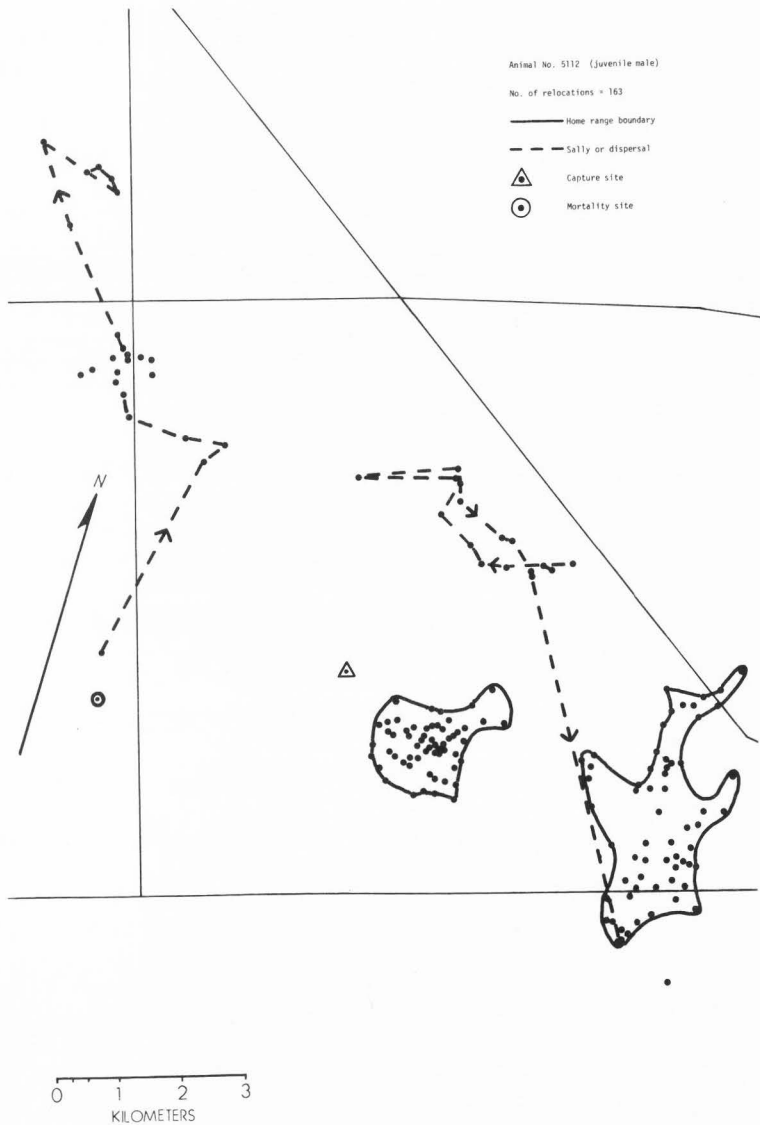 Animal No. 5112 (juvenile male)
No. of relocations = 163
Home range boundary
Sally or dispersal
Capture site
Mortality site
N
0 1 2 3
KILOMETERS